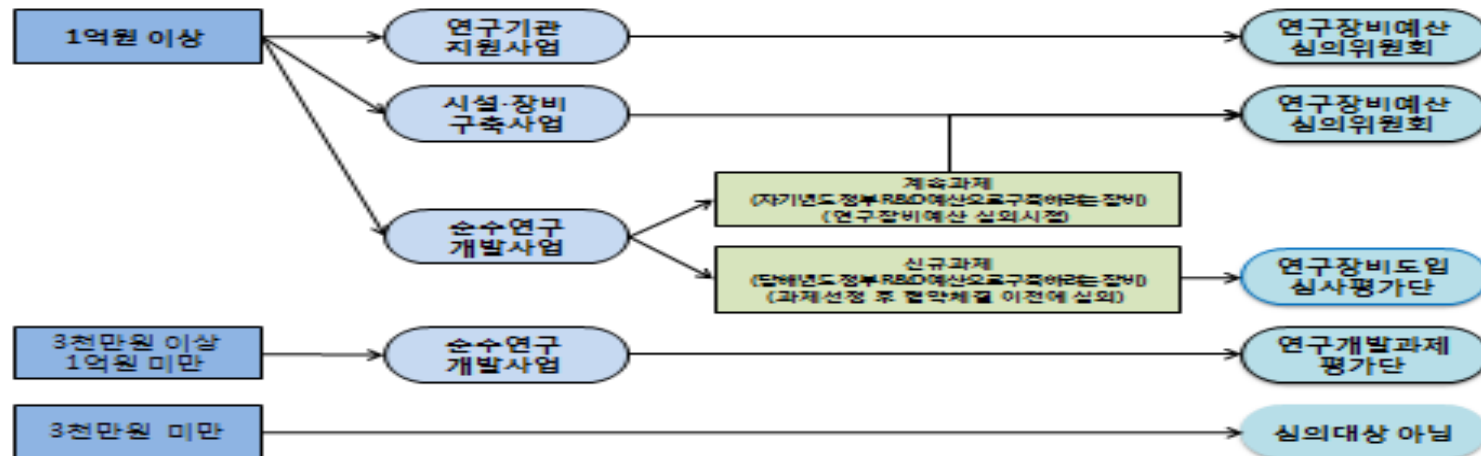 1억원 이상
연구기관
지원사업
연구장비예산
심의위원회
시설·장비
구축사업
연구장비예산
심의위원회
계속과제
(차기년도 정부R&D예산으로구축하려는 장비)
(연구장비예산 심의시점)
순수연구
개발사업
신규과제
(당해년도 정부R&D예산으로구축하려는장비)
(과제선정 후 협약체결 이전에 심의)
연구장비도입
심사평가단
3천만원 이상
1억원 미만
순수연구
개발사업
연구개발과제
평가단
3천만원 미만
심의대상 아님